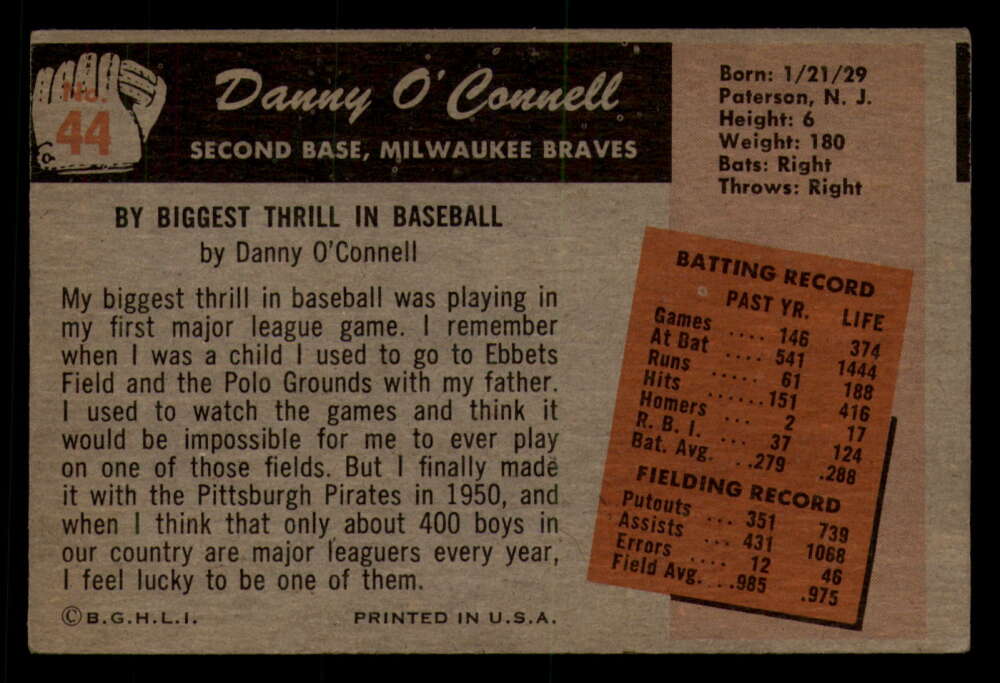 No.
44
Danny O'Connell
SECOND BASE, MILWAUKEE BRAVES
Born: 1/21/29
Paterson, N. J.
Height: 6
Weight: 180
Bats: Right
Throws: Right
BY BIGGEST THRILL IN BASEBALL
by Danny O'Connell
My biggest thrill in baseball was playing in
my first major league game. I remember
when I was a child I used to go to Ebbets
Field and the Polo Grounds with my father.
I used to watch the games and think it
would be impossible for me to ever play
on one of those fields. But I finally made
it with the Pittsburgh Pirates in 1950, and
when I think that only about 400 boys in
our country are major leaguers every year,
I feel lucky to be one of them.
©B.G.H.L.I. PRINTED IN U.S.A.
BATTING RECORD
PAST YR. LIFE
Games .... 146 374
At Bat .... 541 1444
Runs ..... 61 188
Hits ......151 416
Homers ... 2 17
R. B. I. ... 37 124
Bat. Avg. ..279 .288
FIELDING RECORD
Putouts ... 351 739
Assists ... 431 1068
Errors .... 12 46
Field Avg. ..985 .975